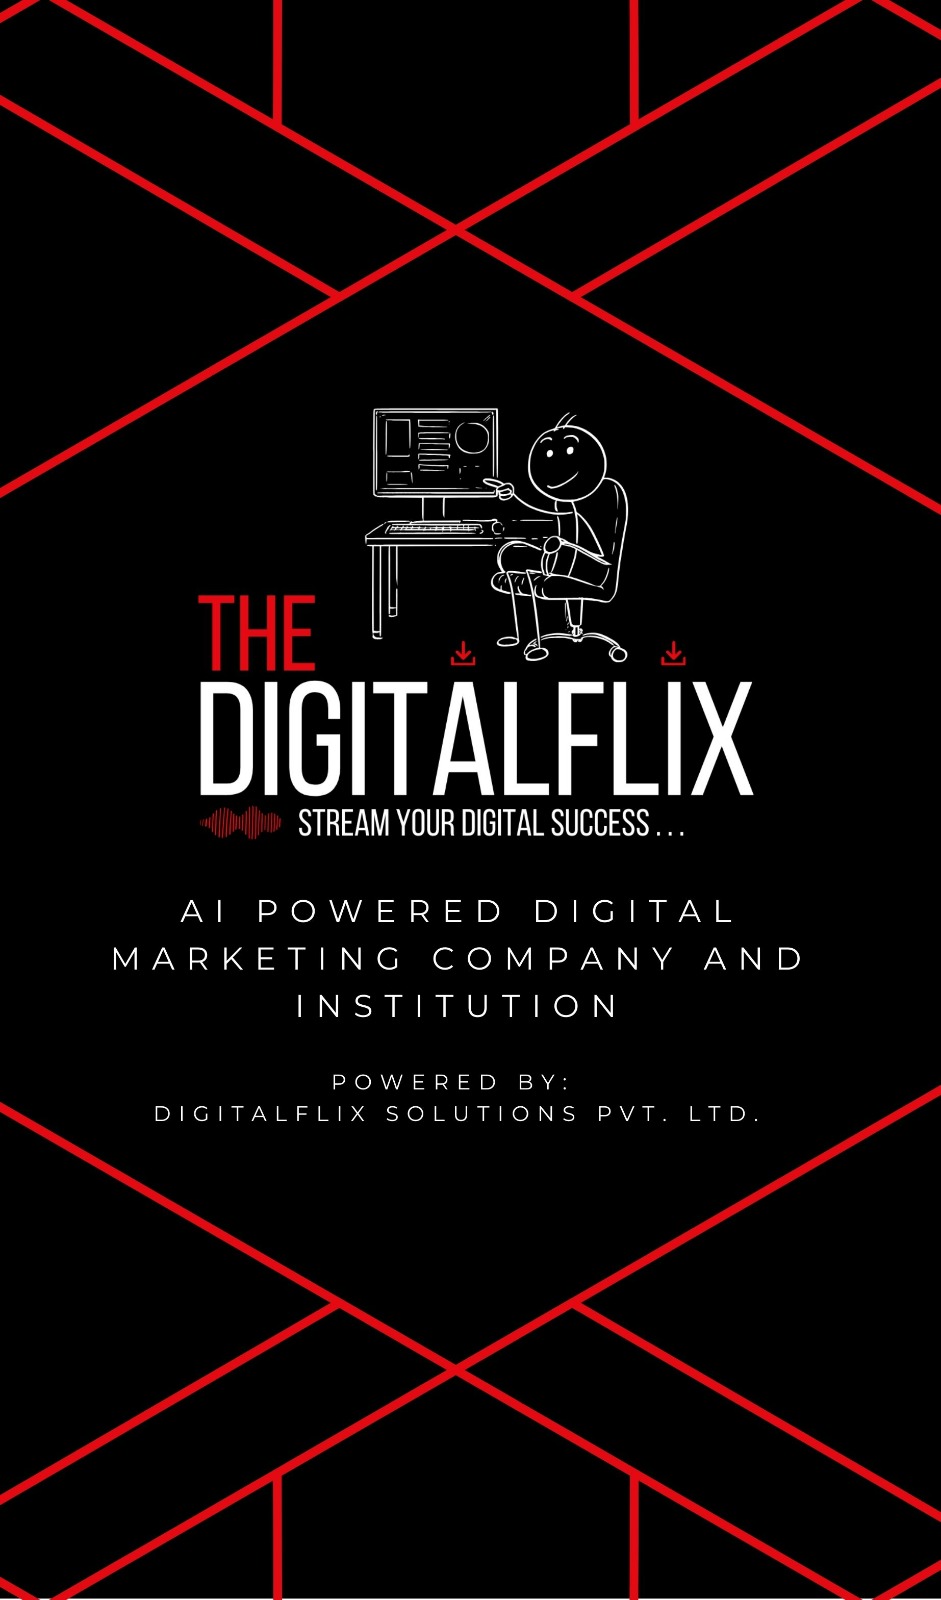 THE
DIGITALFLIX
STREAM YOUR DIGITAL SUCCESS...
AI POWERED DIGITAL
MARKETING COMPANY AND
INSTITUTION
POWERED BY:
DIGITALFLIX SOLUTIONS PVT. LTD.